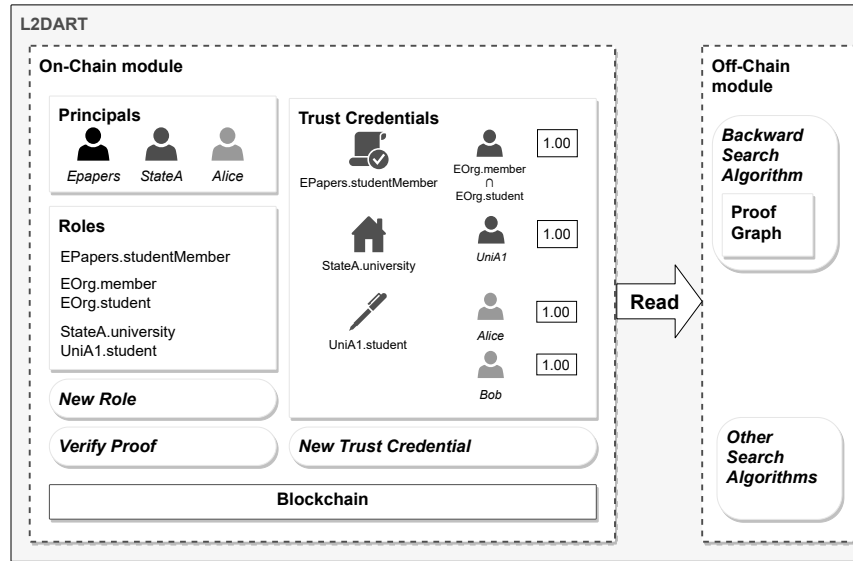 L2DART
On-Chain module
Principals
Epapers
StateA
Alice
Roles
EPapers.studentMember
EOrg.member
EOrg.student
StateA.university
UniA1.student
New Role
Verify Proof
Trust Credentials
EPapers.studentMember
EOrg.member
∩
EOrg.student
1.00
StateA.university
UniA1
1.00
UniA1.student
Alice
1.00
Bob
1.00
New Trust Credential
Blockchain
Read
Off-Chain
module
Backward
Search
Algorithm
Proof
Graph
Other
Search
Algorithms